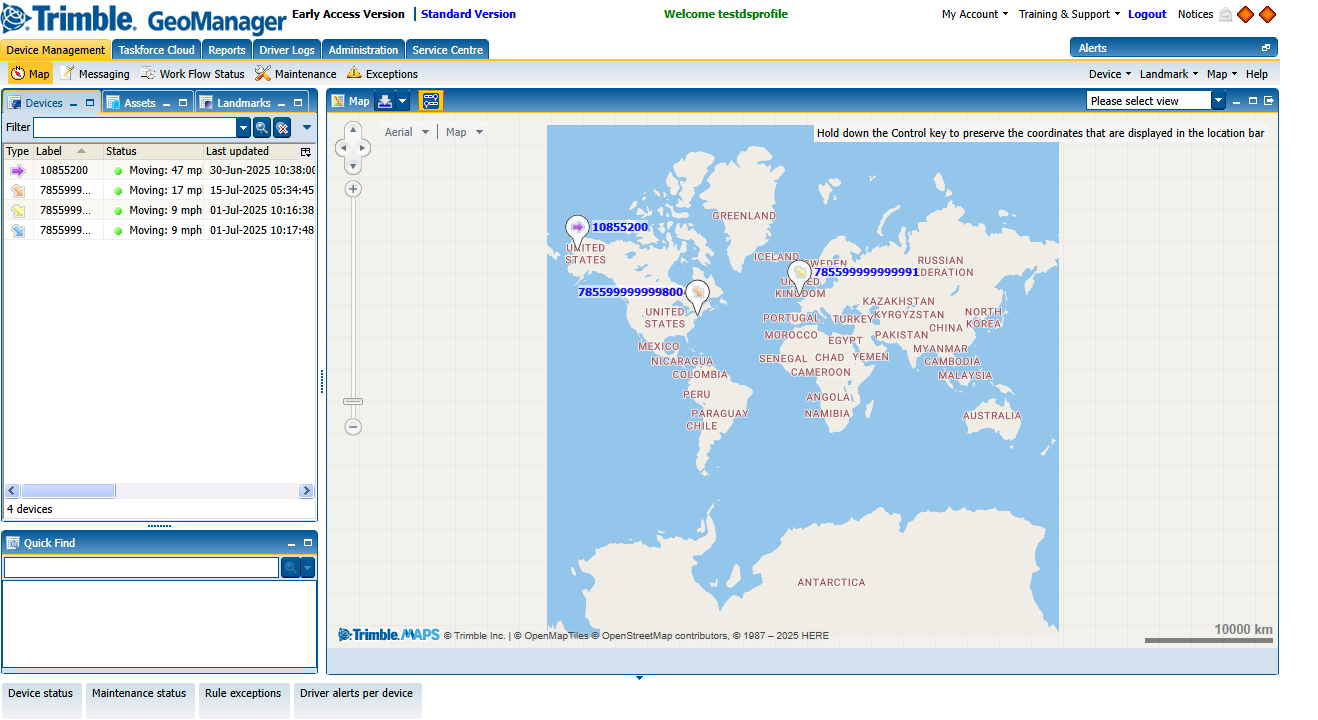 Trimble. GeoManager Early Access Version | Standard Version Welcome testdsprofile My Account Training & Support Logout Notices
Device Management Taskforce Cloud Reports Driver Logs Administration Service Centre Alerts
Map Messaging Work Flow Status Maintenance Exceptions Device Landmark Map Help
Devices Assets Landmarks
Filter
Type Label Status Last updated
10855200 Moving: 47 mp 30-Jun-2025 10:38:00
7855999... Moving: 17 mp 15-Jul-2025 05:34:45
7855999... Moving: 9 mph 01-Jul-2025 10:16:38
7855999... Moving: 9 mph 01-Jul-2025 10:17:48
4 devices
Quick Find
Map Please select view
Aerial Map
Hold down the Control key to preserve the coordinates that are displayed in the location bar
GREENLAND
10855200
UNITED
STATES
ICELAND
SWEDEN
RUSSIAN
FEDERATION
785599999999991
UNITED
KINGDOM
785599999999800
KAZAKHSTAN
UNITED
STATES
PORTUGAL
TURKEY
KYRGYZSTAN
NORTH
KOREA
CHINA
MOROCCO
EGYPT
PAKISTAN
MEXICO
MYANMAR
NICARAGUA
SENEGAL
CHAD
YEMEN
CAMBODIA
COLOMBIA
CAMEROON
MALAYSIA
PERU
ANGOLA
PARAGUAY
NAMIBIA
AUSTRALIA
CHILE
ANTARCTICA
Trimble MAPS © Trimble Inc. | © OpenMapTiles © OpenStreetMap contributors, © 1987 – 2025 HERE
10000 km
Device status Maintenance status Rule exceptions Driver alerts per device